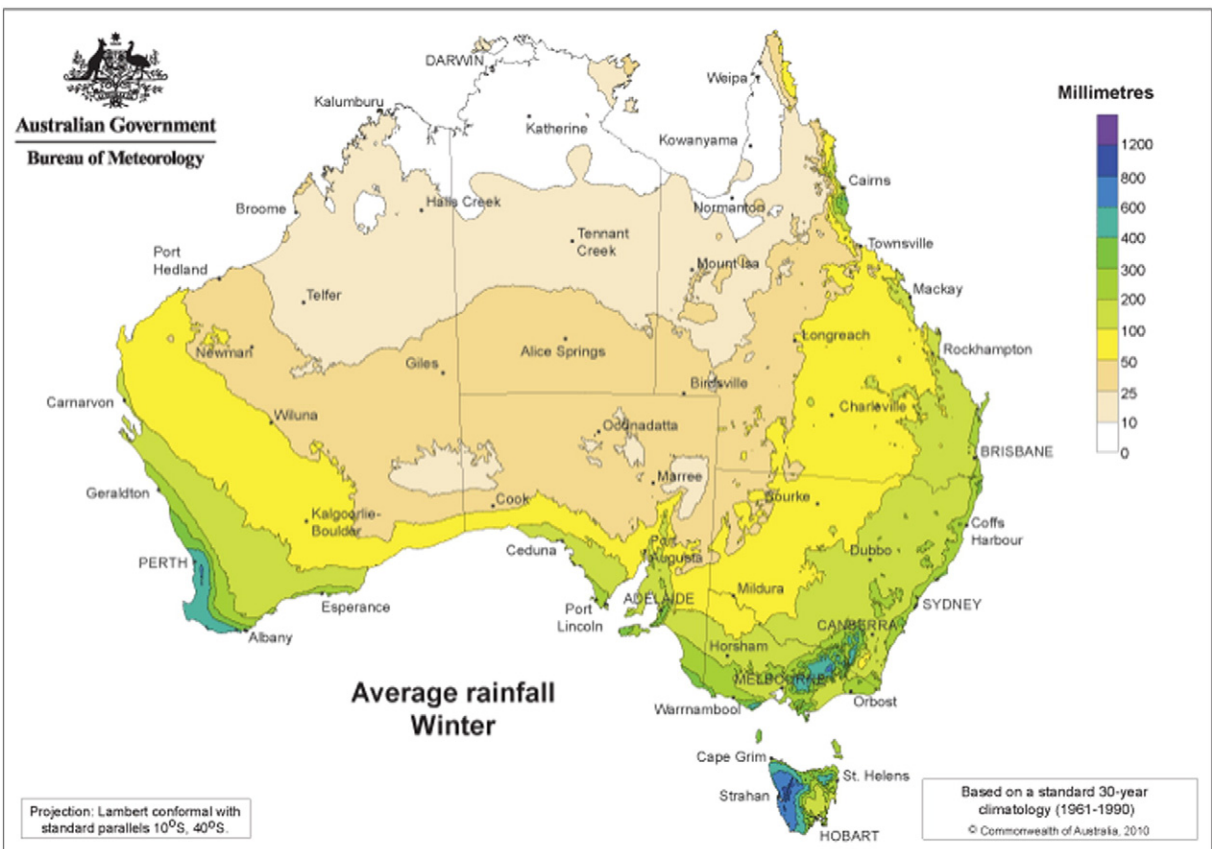 Australian Government
Bureau of Meteorology
DARWIN
Weipa
Kalumburu
Katherine
Kowanyama
Cairns
Broome
Halls Creek
Normanton
Port
Hedland
Tennant
Creek
Townsville
Mount Isa
Mackay
Telfer
Longreach
Newman
Alice Springs
Rockhampton
Giles
Birdsville
Carnarvon
Charleville
Wiluna
Oodnadatta
BRISBANE
Marree
Geraldton
Cook
Bourke
Kalgoorlie-
Boulder
Coffs
Harbour
Ceduna
Port
Augusta
Dubbo
PERTH
Mildura
ADELAIDE
SYDNEY
Esperance
Port
Lincoln
CANBERRA
Albany
Horsham
MELBOURNE
Orbost
Warrnambool
Cape Grim
St. Helens
Strahan
HOBART
Millimetres
1200
800
600
400
300
200
100
50
25
10
0
Average rainfall
Winter
Projection: Lambert conformal with
standard parallels 10°S, 40°S.
Based on a standard 30-year
climatology (1961-1990)
© Commonwealth of Australia, 2010